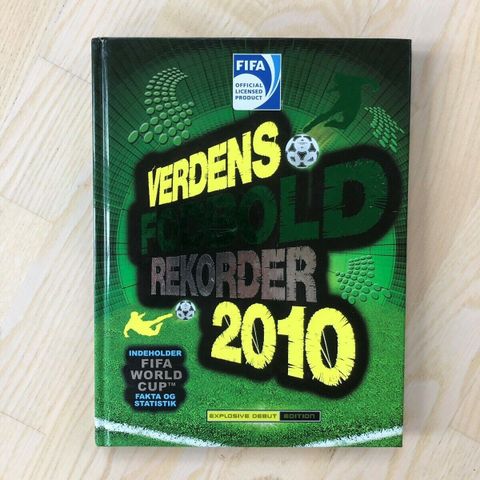 FIFA
OFFICIAL
LICENSED
PRODUCT
VERDENS
FODBOLD
REKORDER
2010
INDEHOLDER
FIFA
WORLD
CUP™
FAKTA OG
STATISTIK
EXPLOSIVE DEBUT EDITION